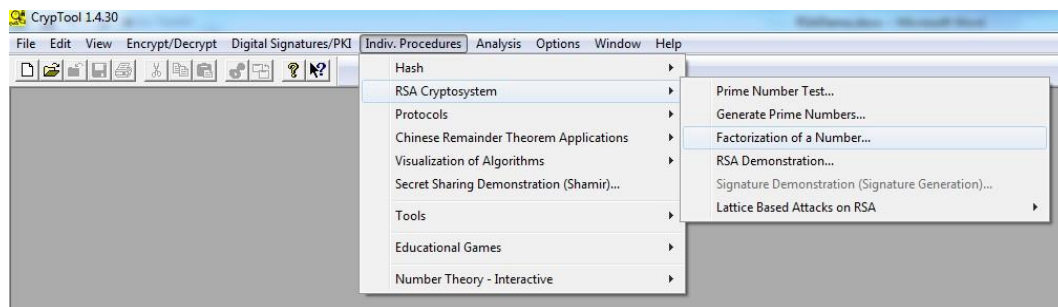 CrypTool 1.4.30
File Edit View Encrypt/Decrypt Digital Signatures/PKI Indiv. Procedures Analysis Options Window Help
Hash
RSA Cryptosystem
Protocols
Chinese Remainder Theorem Applications
Visualization of Algorithms
Secret Sharing Demonstration (Shamir)...
Tools
Educational Games
Number Theory - Interactive
Prime Number Test...
Generate Prime Numbers...
Factorization of a Number...
RSA Demonstration...
Signature Demonstration (Signature Generation)...
Lattice Based Attacks on RSA